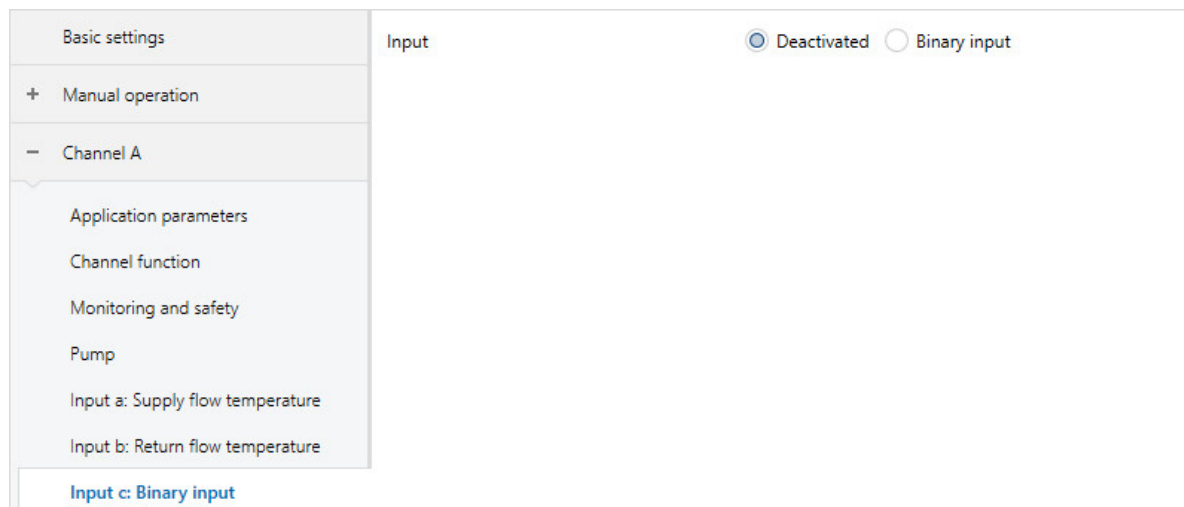 Basic settings
Input
Deactivated
Binary input
+ Manual operation
− Channel A
Application parameters
Channel function
Monitoring and safety
Pump
Input a: Supply flow temperature
Input b: Return flow temperature
Input c: Binary input